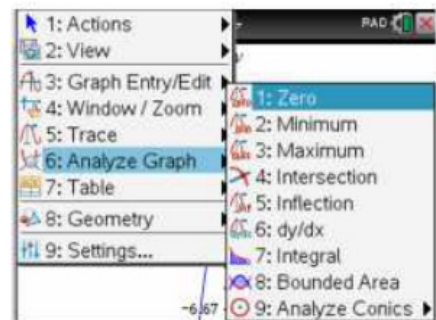 1: Actions
RAD
2: View
y
3: Graph Entry/Edit
4: Window / Zoom
5: Trace
6: Analyze Graph
7: Table
8: Geometry
9: Settings...
1: Zero
2: Minimum
3: Maximum
4: Intersection
5: Inflection
6: dy/dx
7: Integral
8: Bounded Area
9: Analyze Conics
-6.67